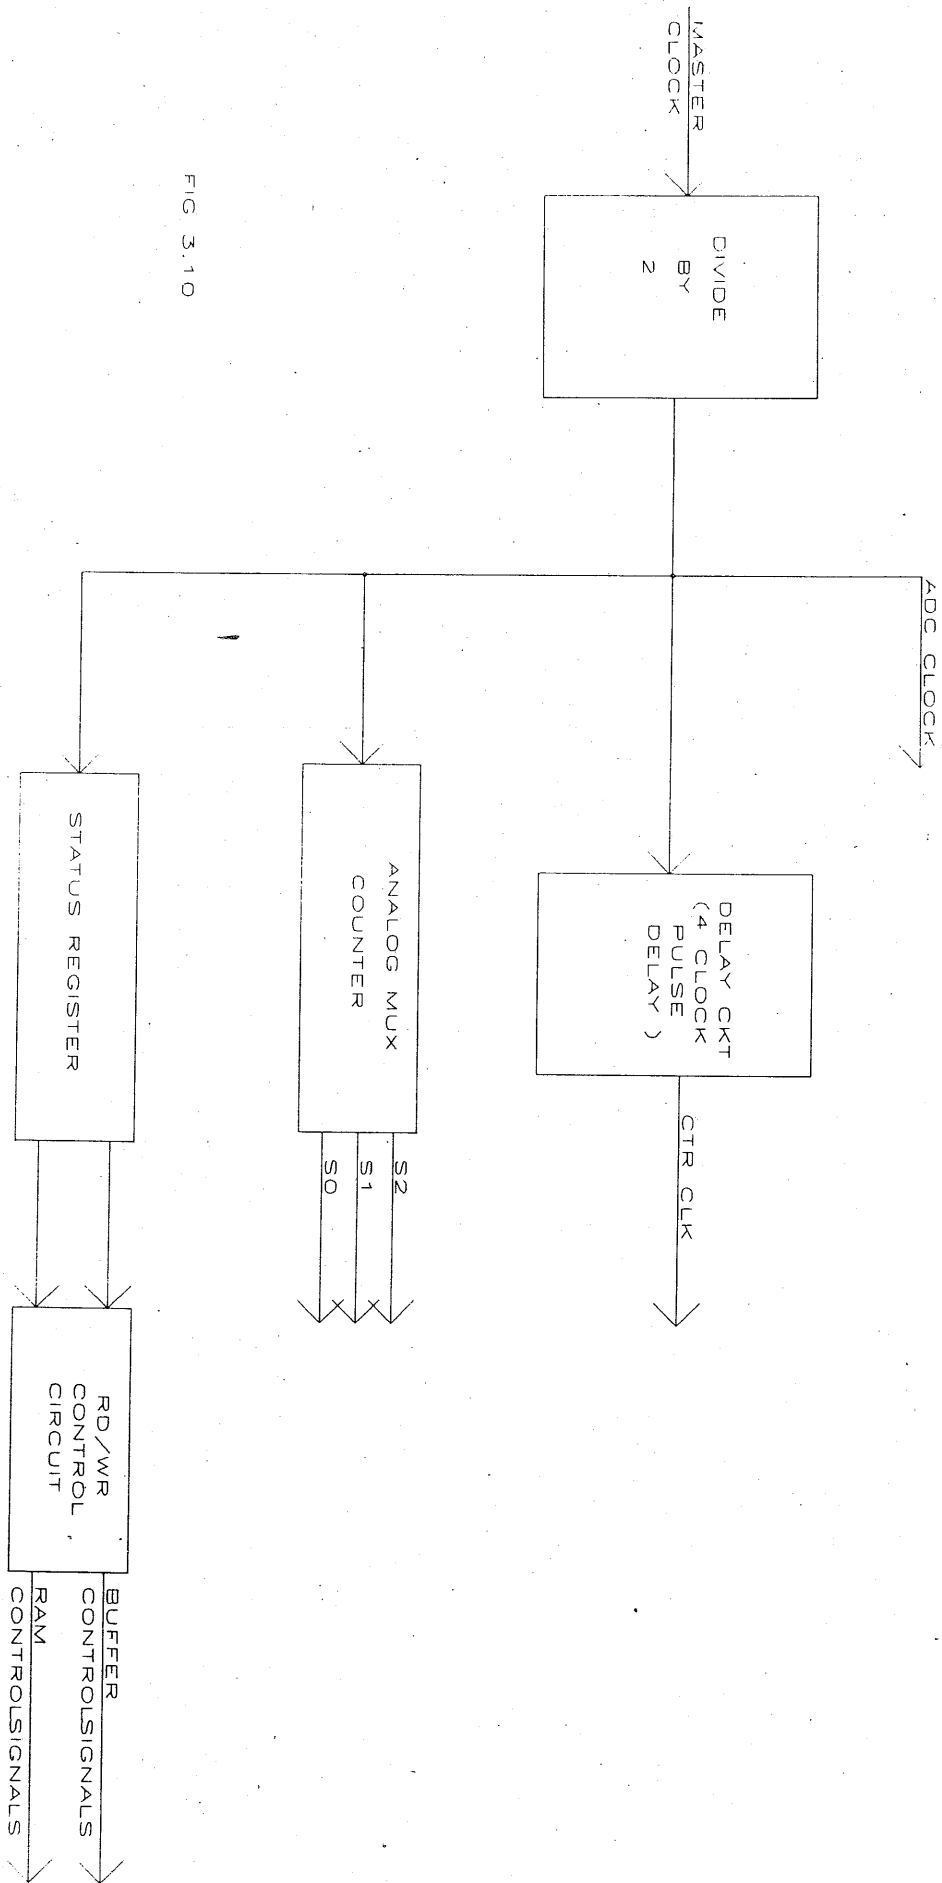 ADC CLOCK
MASTER
CLOCK
DIVIDE
BY
2
DELAY CKT
(4 CLOCK
PULSE
DELAY )
CTR CLK
ANALOG MUX
COUNTER
S2
S1
S0
STATUS REGISTER
RD/WR
CONTROL
CIRCUIT
BUFFER
CONTROLSIGNALS
RAM
CONTROLSIGNALS
FIG 3.10